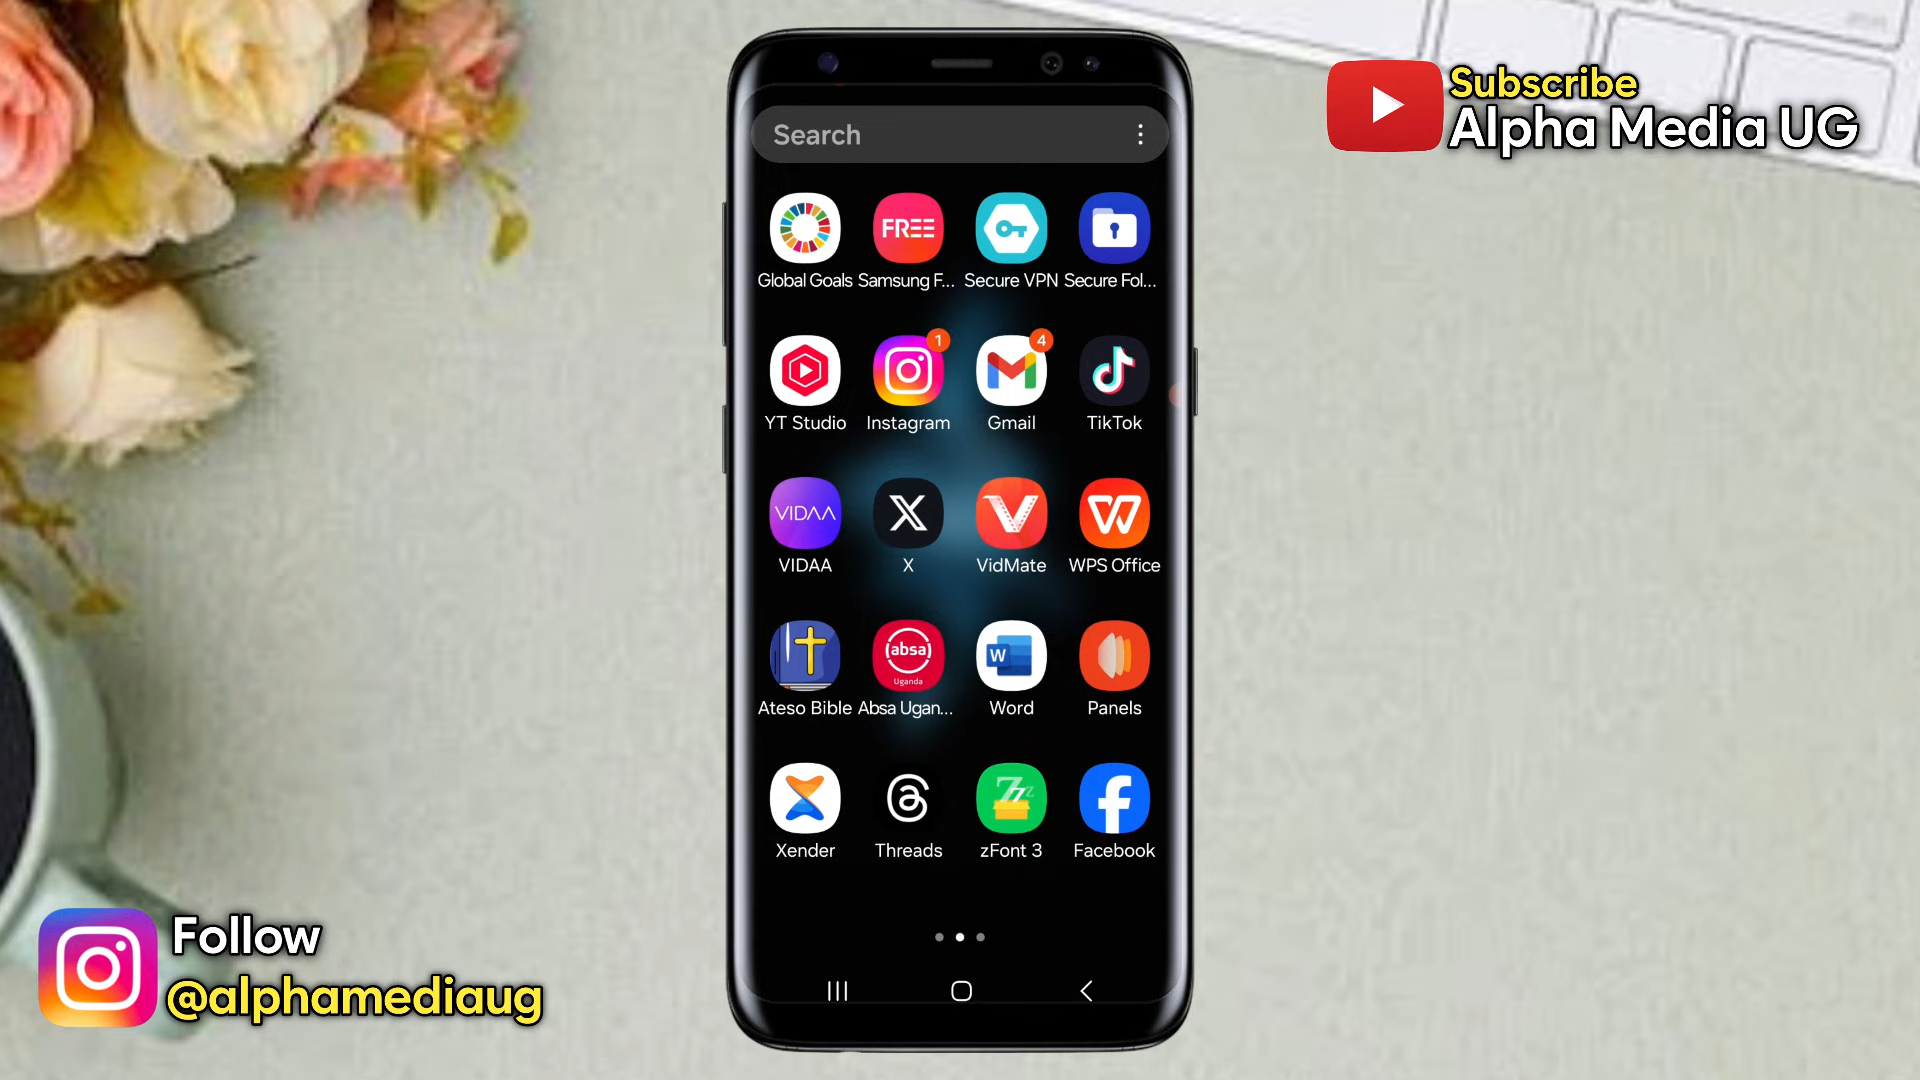 Subscribe
Alpha Media UG
Search
FREE
Global Goals
Samsung F...
Secure VPN
Secure Fol...
1
4
YT Studio
Instagram
Gmail
TikTok
VIDAA
VIDAA
X
VidMate
WPS Office
absa
Uganda
W
Ateso Bible
Absa Ugan...
Word
Panels
Xender
Threads
zFont 3
Facebook
Follow
@alphamediaug